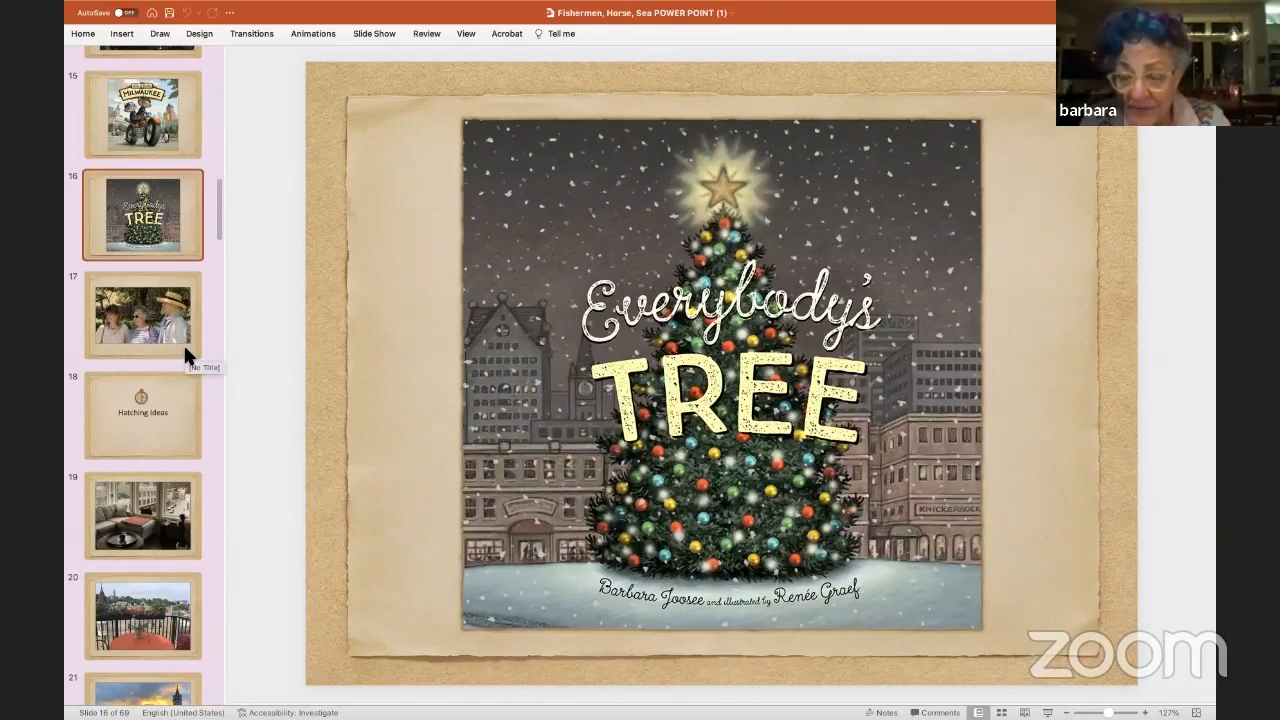 AutoSave OFF
Fishermen, Horse, Sea POWER POINT (1)
Home Insert Draw Design Transitions Animations Slide Show Review View Acrobat Tell me
barbara
15
MILWAUKEE
16
Everybody's
TREE
17
[No Title]
18
Hatching Ideas
19
20
21
Everybody's
TREE
KNICKERBOCK
Barbara Joosse and illustrated by Renée Graef
zoom
Slide 16 of 69 English (United States) Accessibility: Investigate Notes Comments 127%